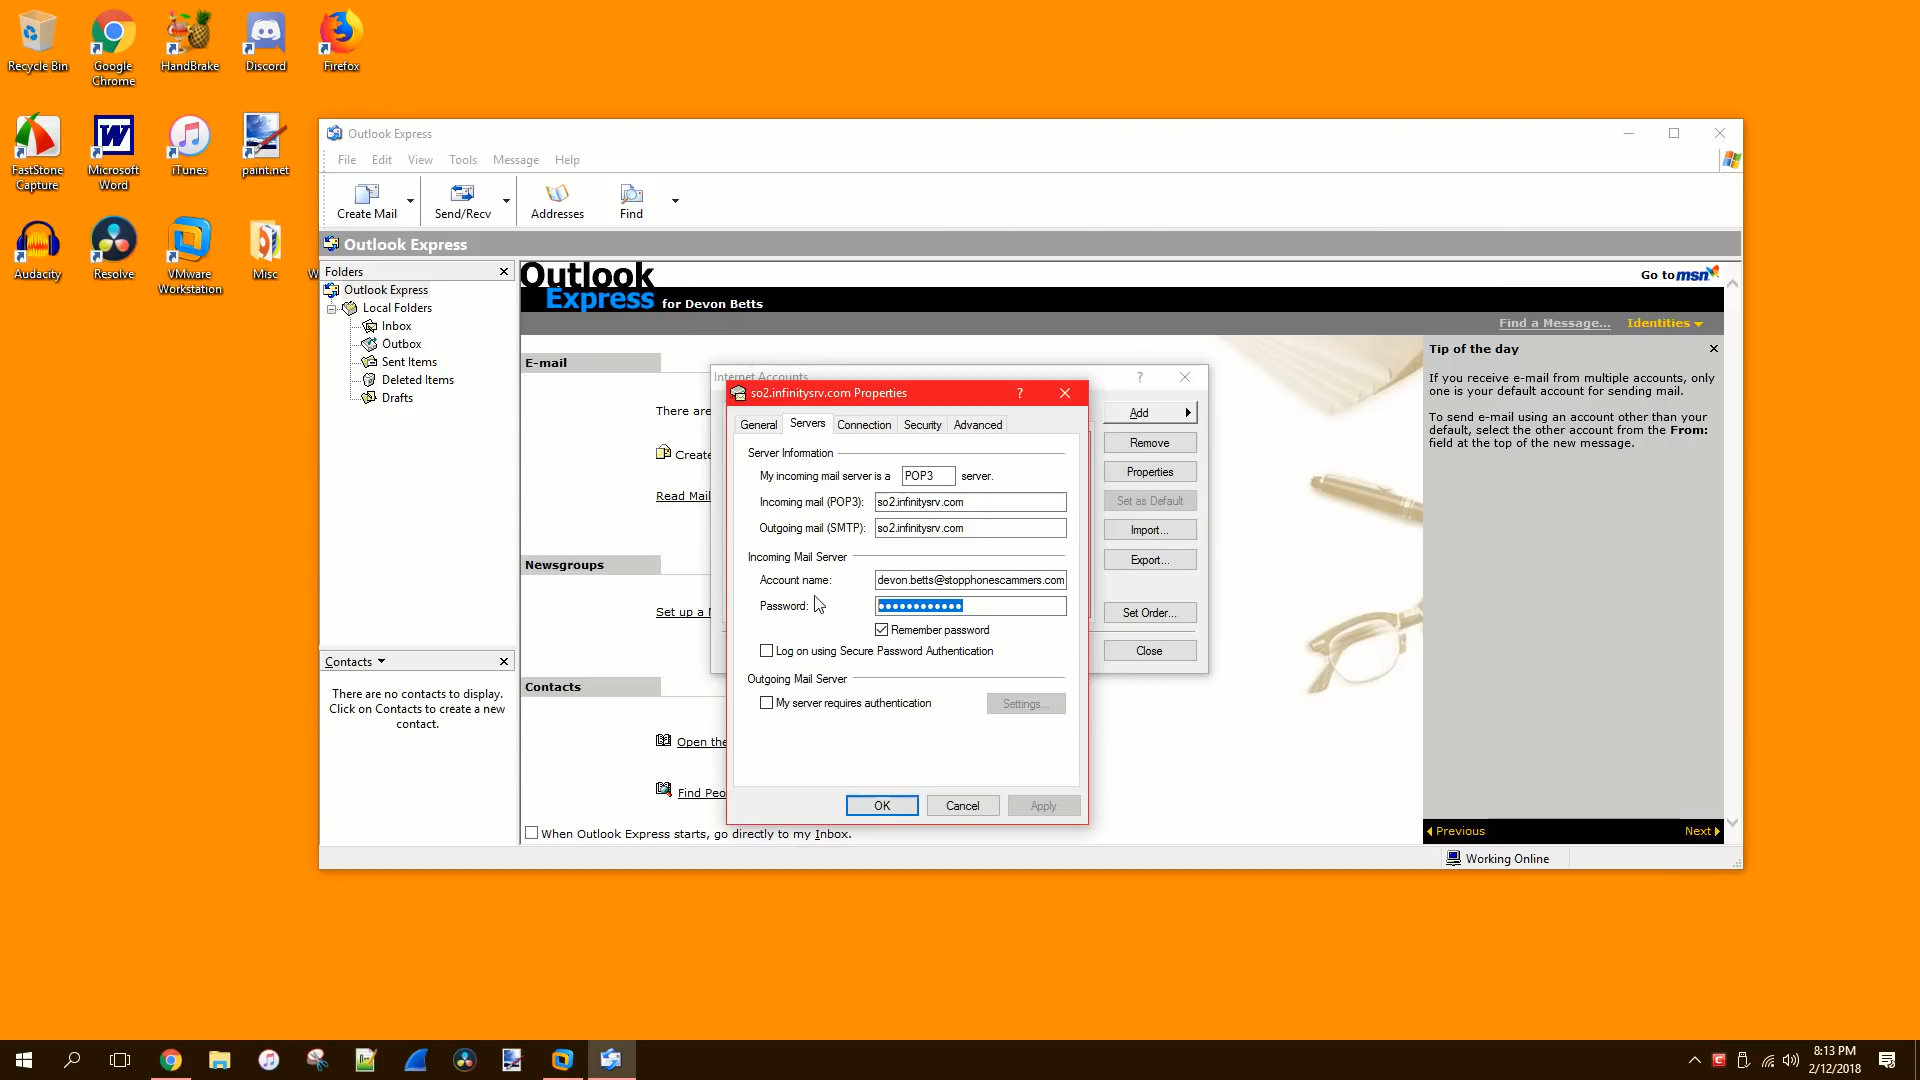 Recycle Bin
Google Chrome
HandBrake
Discord
Firefox
FastStone Capture
Microsoft Word
iTunes
paint.net
Audacity
Resolve
VMware Workstation
Misc
W
Outlook Express
File Edit View Tools Message Help
Create Mail
Send/Recv
Addresses
Find
Outlook Express
Folders
Outlook Express
Local Folders
Inbox
Outbox
Sent Items
Deleted Items
Drafts
Contacts
There are no contacts to display.
Click on Contacts to create a new
contact.
Outlook
Express for Devon Betts
Go to msn
Find a Message... Identities
E-mail
There are
Create
Read Mail
Newsgroups
Set up a
Contacts
Open the
Find Peo
When Outlook Express starts, go directly to my Inbox.
Internet Accounts
?
Add
Remove
Properties
Set as Default
Import...
Export...
Set Order...
Close
so2.infinitysrv.com Properties
?
General Servers Connection Security Advanced
Server Information
My incoming mail server is a POP3 server.
Incoming mail (POP3): so2.infinitysrv.com
Outgoing mail (SMTP): so2.infinitysrv.com
Incoming Mail Server
Account name: devon.betts@stopphonescammers.com
Password: ●●●●●●●●●●●●
Remember password
Log on using Secure Password Authentication
Outgoing Mail Server
My server requires authentication
Settings...
OK Cancel Apply
Tip of the day
If you receive e-mail from multiple accounts, only
one is your default account for sending mail.
To send e-mail using an account other than your
default, select the other account from the From:
field at the top of the new message.
Previous Next
Working Online
8:13 PM
2/12/2018